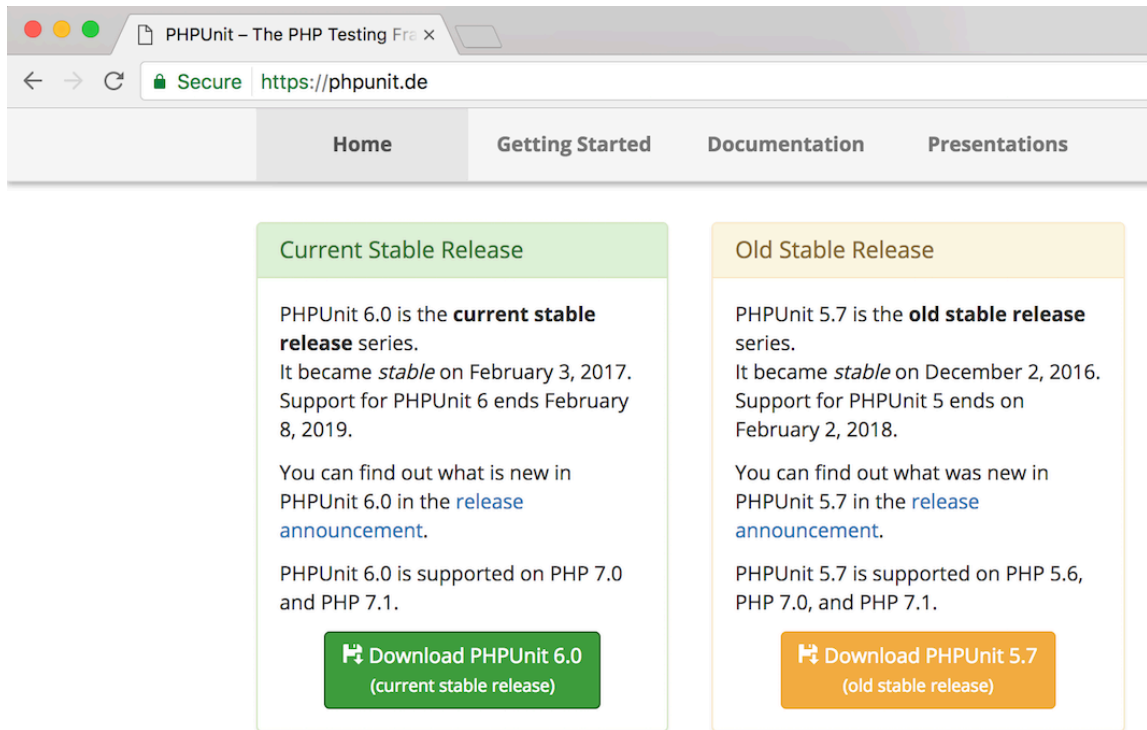 PHPUnit – The PHP Testing Fra
Secure https://phpunit.de
Home Getting Started Documentation Presentations
Current Stable Release
PHPUnit 6.0 is the current stable
release series.
It became stable on February 3, 2017.
Support for PHPUnit 6 ends February
8, 2019.
You can find out what is new in
PHPUnit 6.0 in the release
announcement.
PHPUnit 6.0 is supported on PHP 7.0
and PHP 7.1.
Download PHPUnit 6.0
(current stable release)
Old Stable Release
PHPUnit 5.7 is the old stable release
series.
It became stable on December 2, 2016.
Support for PHPUnit 5 ends on
February 2, 2018.
You can find out what was new in
PHPUnit 5.7 in the release
announcement.
PHPUnit 5.7 is supported on PHP 5.6,
PHP 7.0, and PHP 7.1.
Download PHPUnit 5.7
(old stable release)